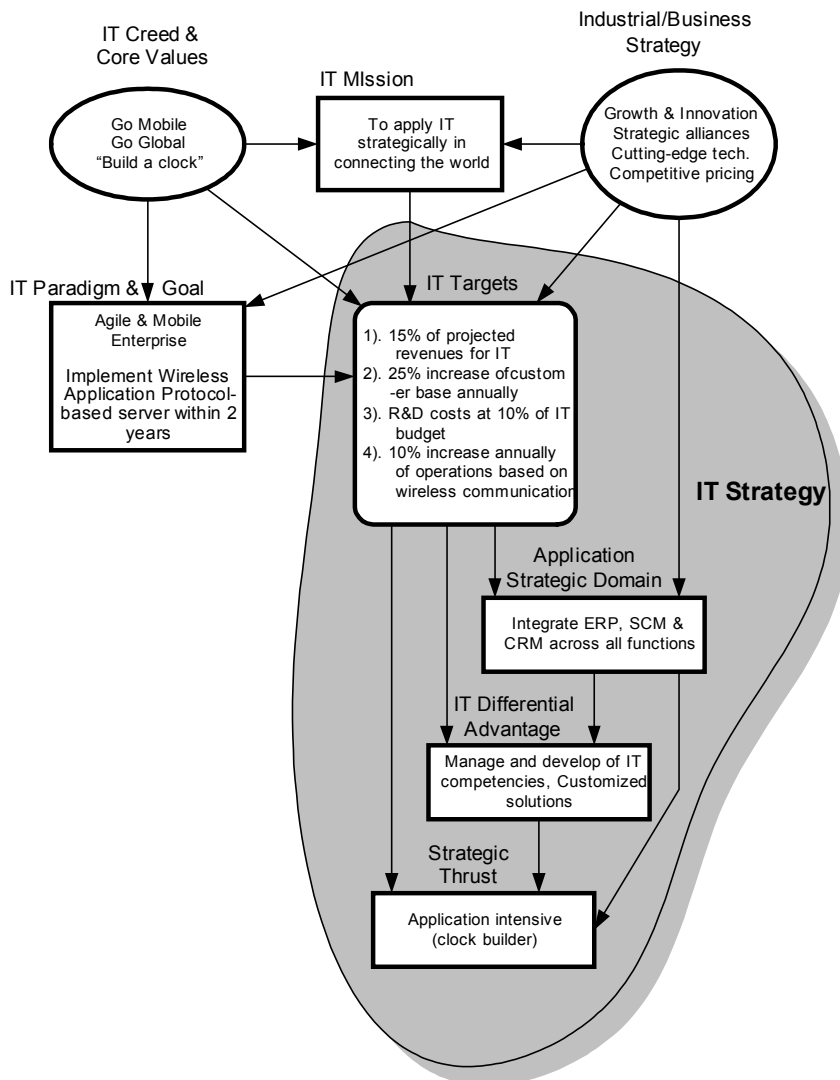 IT Creed &
Core Values
Industrial/Business
Strategy
IT MIssion
Go Mobile
Go Global
“Build a clock”
To apply IT
strategically in
connecting the world
Growth & Innovation
Strategic alliances
Cutting-edge tech.
Competitive pricing
IT Paradigm & Goal
Agile & Mobile
Enterprise
Implement Wireless
Application Protocol-
based server within 2
years
IT Targets
1). 15% of projected
revenues for IT
2). 25% increase of custom
-er base annually
3). R&D costs at 10% of IT
budget
4). 10% increase annually
of operations based on
wireless communication
IT Strategy
Application
Strategic Domain
Integrate ERP, SCM &
CRM across all functions
IT Differential
Advantage
Manage and develop of IT
competencies, Customized
solutions
Strategic
Thrust
Application intensive
(clock builder)